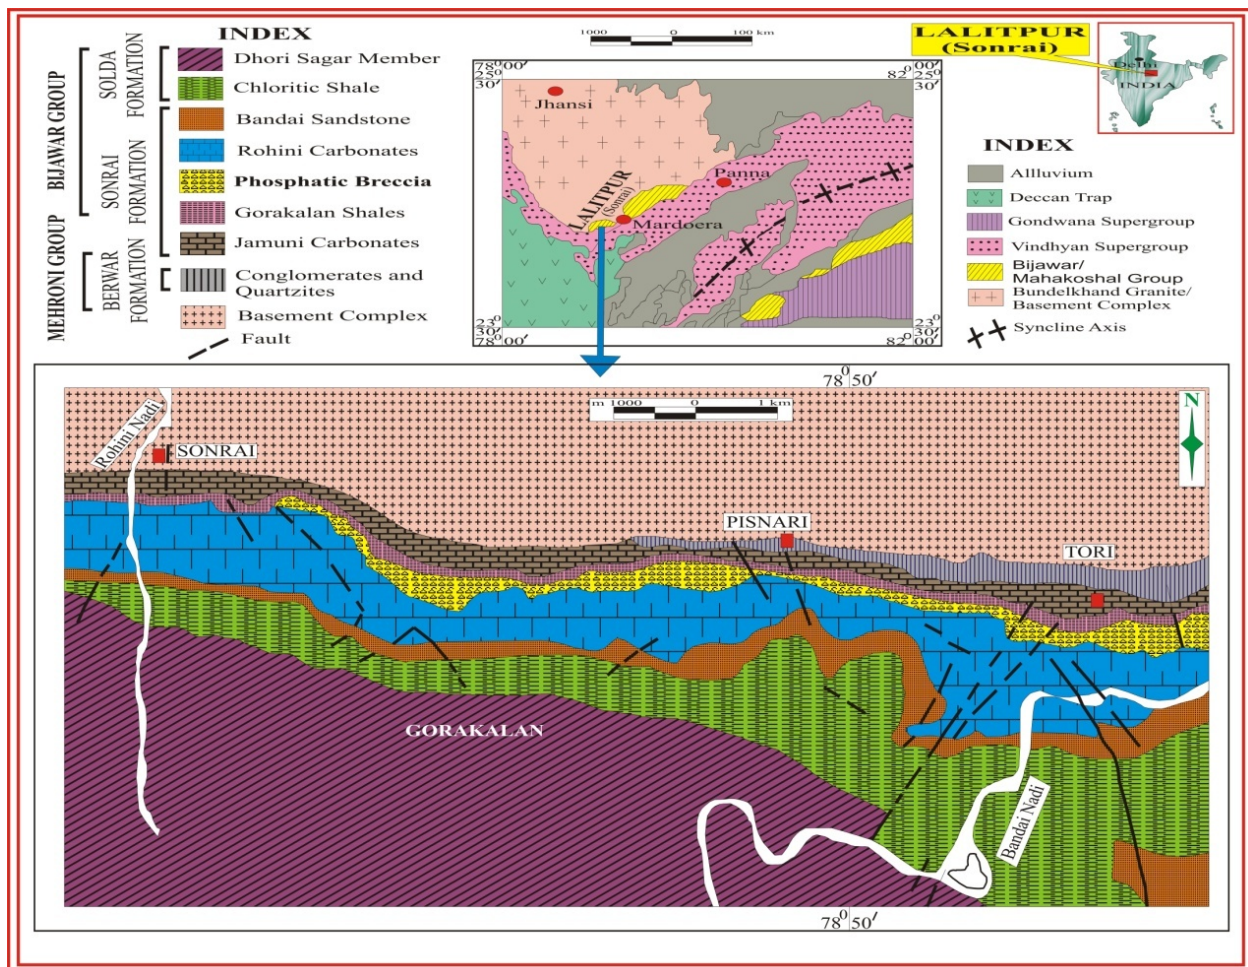 INDEX
BIJAWAR GROUP
MEHRONI GROUP
SOLDA
FORMATION
SONRAI
FORMATION
BERWAR
FORMATION
Dhori Sagar Member
Chloritic Shale
Bandai Sandstone
Rohini Carbonates
Phosphatic Breccia
Gorakalan Shales
Jamuni Carbonates
Conglomerates and
Quartzites
Basement Complex
Fault
1000 0 100 km
78°00′
25°
30′
82°00′
25°
30′
Jhansi
Panna
LALITPUR
(Sonrai)
Mardoera
23°
30′
78°00′
23°
30′
82°00′
LALITPUR
(Sonrai)
Delhi
INDIA
INDEX
Allluvium
Deccan Trap
Gondwana Supergroup
Vindhyan Supergroup
Bijawar/
Mahakoshal Group
Bundelkhand Granite/
Basement Complex
Syncline Axis
78°50′
m 1000 0 1 km
N
Rohini Nadi
SONRAI
PISNARI
TORI
GORAKALAN
Bandai Nadi
78°50′